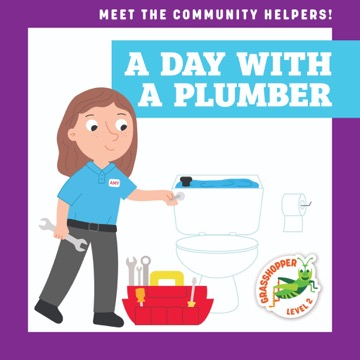 MEET THE COMMUNITY HELPERS!
A DAY WITH
A PLUMBER
AMY
GRASSHOPPER
LEVEL 2